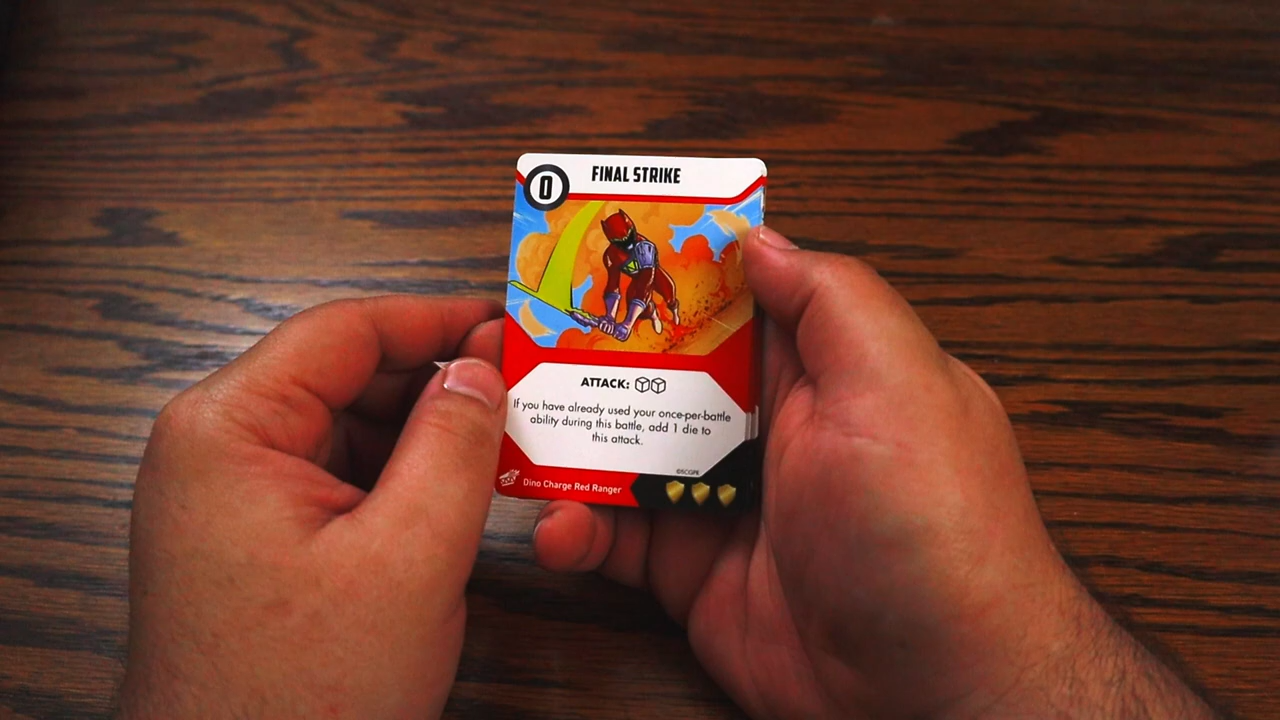 0
FINAL STRIKE
ATTACK:
If you have already used your once-per-battle
ability during this battle, add 1 die to
this attack.
©SCGPR
Dino Charge Red Ranger